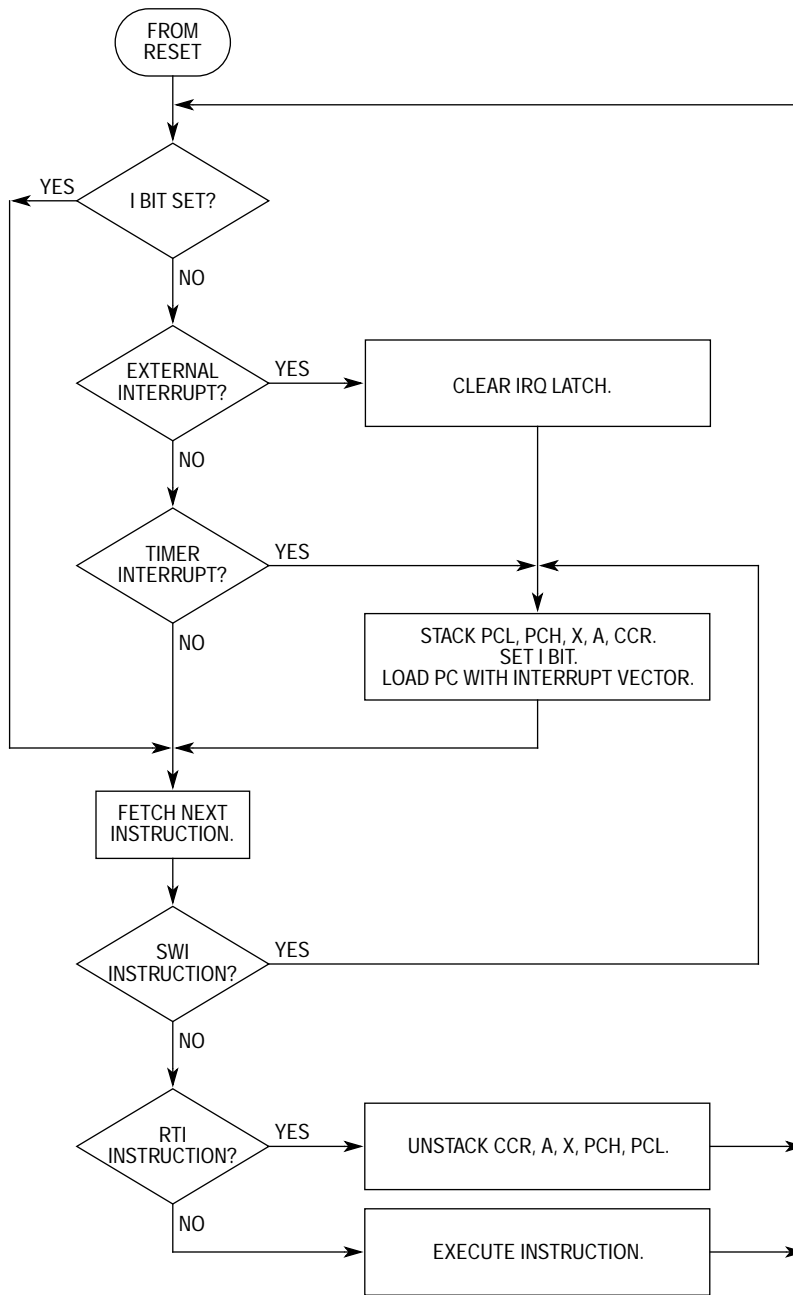 FROM
RESET
YES
I BIT SET?
NO
EXTERNAL
INTERRUPT?
YES
CLEAR IRQ LATCH.
NO
TIMER
INTERRUPT?
YES
NO
STACK PCL, PCH, X, A, CCR.
SET I BIT.
LOAD PC WITH INTERRUPT VECTOR.
FETCH NEXT
INSTRUCTION.
SWI
INSTRUCTION?
YES
NO
RTI
INSTRUCTION?
YES
UNSTACK CCR, A, X, PCH, PCL.
NO
EXECUTE INSTRUCTION.